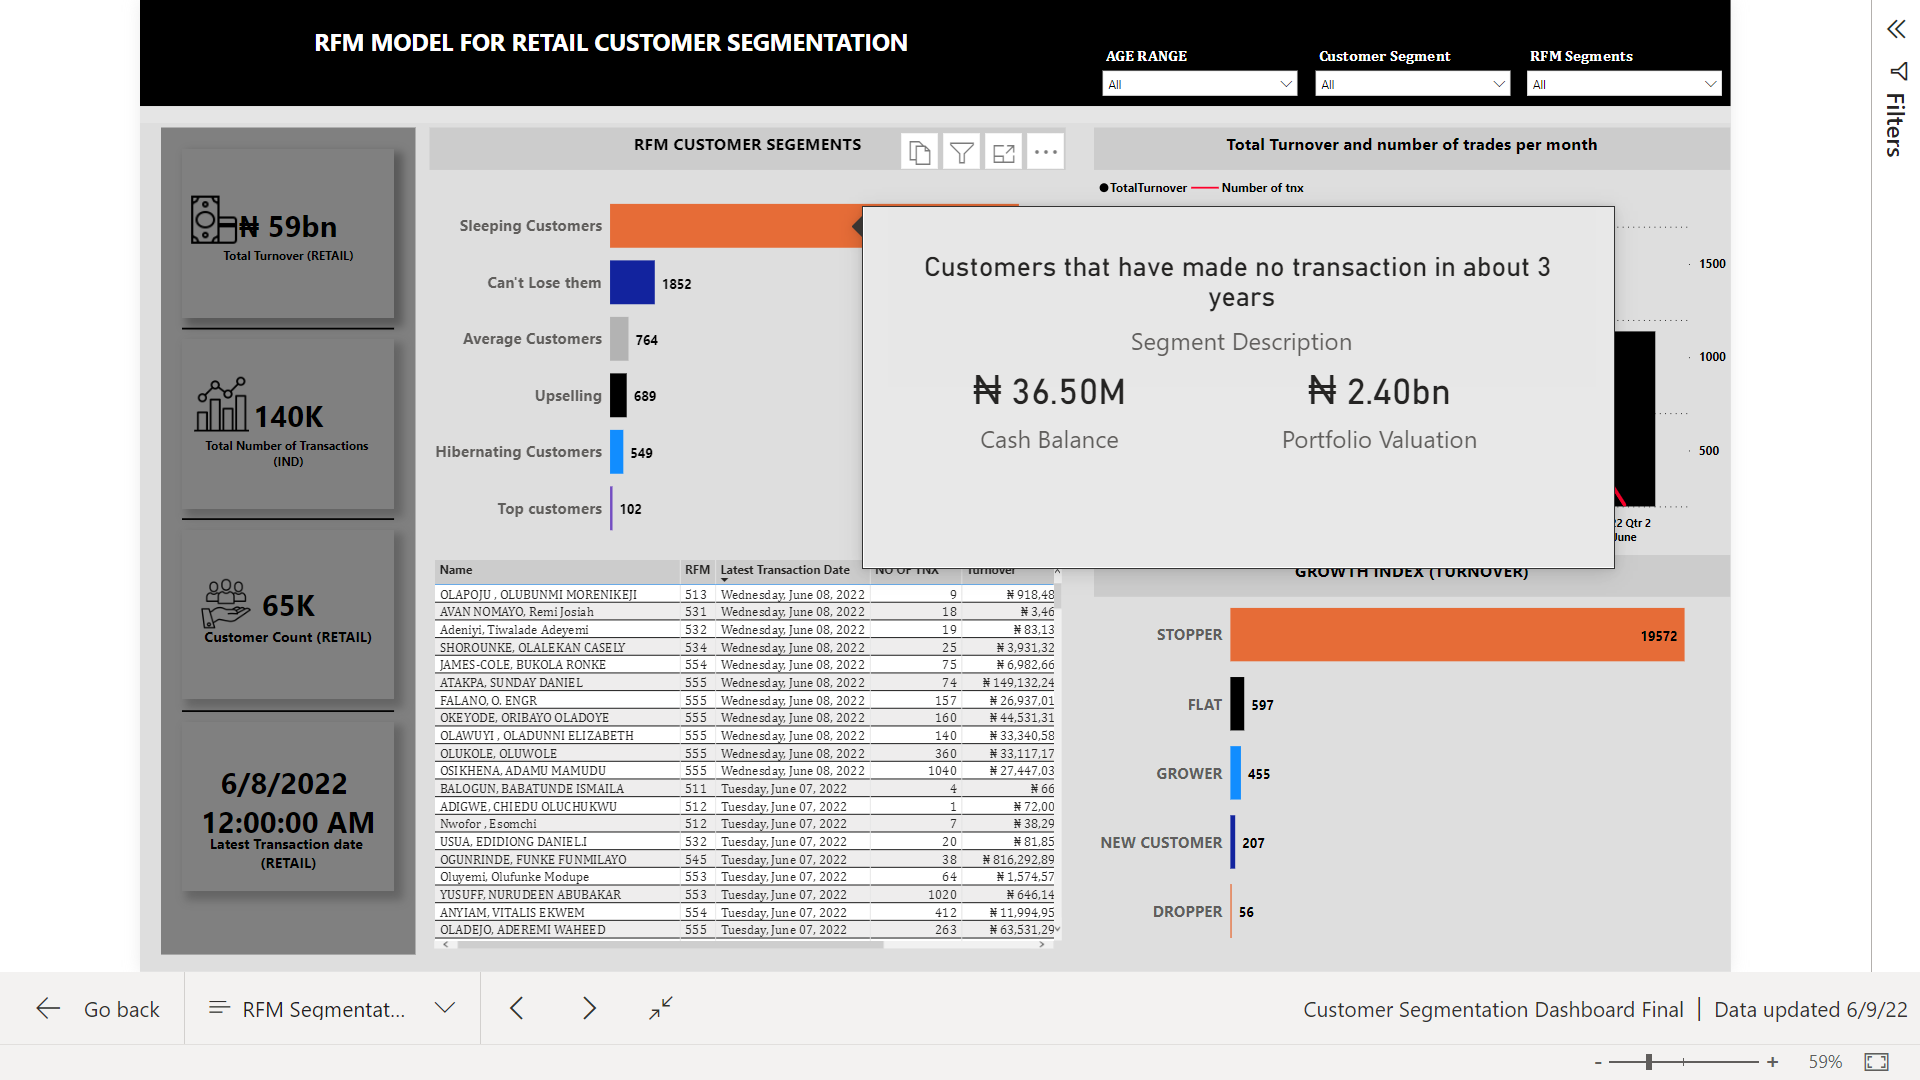 RFM MODEL FOR RETAIL CUSTOMER SEGMENTATION
AGE RANGE
All
Customer Segment
All
RFM Segments
All
Filters
₦ 59bn
Total Turnover (RETAIL)
140K
Total Number of Transactions
(IND)
65K
Customer Count (RETAIL)
6/8/2022
12:00:00 AM
Latest Transaction date
(RETAIL)
RFM CUSTOMER SEGEMENTS
Sleeping Customers
Can't Lose them 1852
Average Customers 764
Upselling 689
Hibernating Customers 549
Top customers 102
Customers that have made no transaction in about 3
years
Segment Description
₦ 36.50M
Cash Balance
₦ 2.40bn
Portfolio Valuation
Total Turnover and number of trades per month
TotalTurnover Number of tnx
1500
1000
500
22 Qtr 2
June
Name RFM Latest Transaction Date NO OF TNX Turnover
OLAPOJU , OLUBUNMI MORENIKEJI 513 Wednesday, June 08, 2022 9 ₦ 918,48
AVAN NOMAYO, Remi Josiah 531 Wednesday, June 08, 2022 18 ₦ 3,46
Adeniyi, Tiwalade Adeyemi 532 Wednesday, June 08, 2022 19 ₦ 83,13
SHOROUNKE, OLALEKAN CASELY 534 Wednesday, June 08, 2022 25 ₦ 3,931,32
JAMES-COLE, BUKOLA RONKE 554 Wednesday, June 08, 2022 75 ₦ 6,982,66
ATAKPA, SUNDAY DANIEL 555 Wednesday, June 08, 2022 74 ₦ 149,132,24
FALANO, O. ENGR 555 Wednesday, June 08, 2022 157 ₦ 26,937,01
OKEYODE, ORIBAYO OLADOYE 555 Wednesday, June 08, 2022 160 ₦ 44,531,31
OLAWUYI , OLADUNNI ELIZABETH 555 Wednesday, June 08, 2022 140 ₦ 33,340,58
OLUKOLE, OLUWOLE 555 Wednesday, June 08, 2022 360 ₦ 33,117,17
OSIKHENA, ADAMU MAMUDU 555 Wednesday, June 08, 2022 1040 ₦ 27,447,03
BALOGUN, BABATUNDE ISMAILA 511 Tuesday, June 07, 2022 4 ₦ 66
ADIGWE, CHIEDU OLUCHUKWU 512 Tuesday, June 07, 2022 1 ₦ 72,00
Nwofor , Esomchi 512 Tuesday, June 07, 2022 7 ₦ 38,29
USUA, EDIDIONG DANIEL.I 532 Tuesday, June 07, 2022 20 ₦ 81,85
OGUNRINDE, FUNKE FUNMILAYO 545 Tuesday, June 07, 2022 38 ₦ 816,292,89
Oluyemi, Olufunke Modupe 553 Tuesday, June 07, 2022 64 ₦ 1,574,57
YUSUFF, NURUDEEN ABUBAKAR 553 Tuesday, June 07, 2022 1020 ₦ 646,14
ANYIAM, VITALIS EKWEM 554 Tuesday, June 07, 2022 412 ₦ 11,994,95
OLADEJO, ADEREMI WAHEED 555 Tuesday, June 07, 2022 263 ₦ 63,531,29
GROWTH INDEX (TURNOVER)
STOPPER 19572
FLAT 597
GROWER 455
NEW CUSTOMER 207
DROPPER 56
Go back
RFM Segmentat...
Customer Segmentation Dashboard Final | Data updated 6/9/22
- + 59%